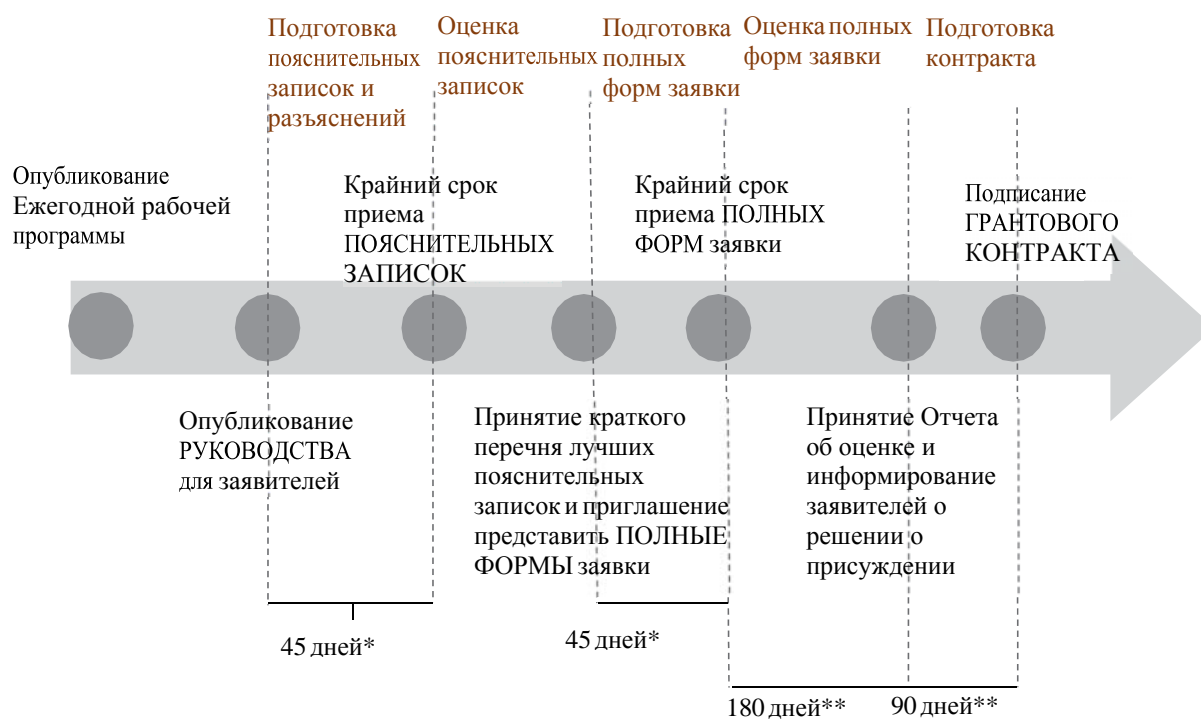 Подготовка
пояснительных
записок и
разъяснений
Оценка
пояснительных
записок
Подготовка
полных
форм заявки
Оценка полных
форм заявки
Подготовка
контракта
Опубликование
Ежегодной рабочей
программы
Крайний срок
приема
ПОЯСНИТЕЛЬНЫХ
ЗАПИСОК
Крайний срок
приема ПОЛНЫХ
ФОРМ заявки
Подписание
ГРАНТОВОГО
КОНТРАКТА
Опубликование
РУКОВОДСТВА
для заявителей
Принятие краткого
перечня лучших
пояснительных
записок и приглашение
представить ПОЛНЫЕ
ФОРМЫ заявки
Принятие Отчета
об оценке и
информирование
заявителей о
решении о
присуждении
45 дней*
45 дней*
180 дней**
90 дней**